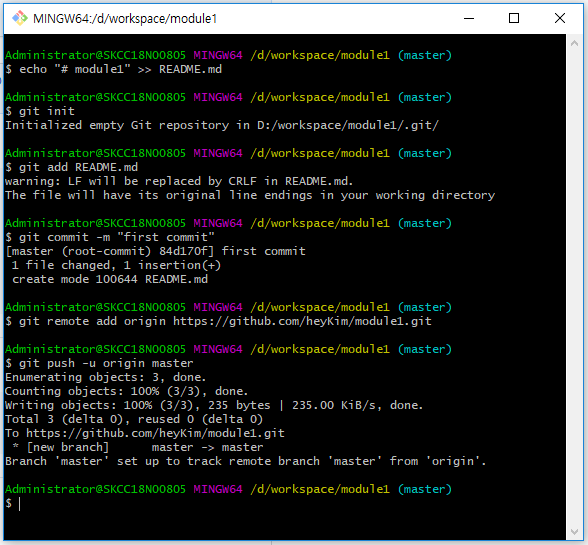 MINGW64:/d/workspace/module1
Administrator@SKCC18N00805 MINGW64 /d/workspace/module1 (master)
$ echo "# module1" >> README.md
Administrator@SKCC18N00805 MINGW64 /d/workspace/module1 (master)
$ git init
Initialized empty Git repository in D:/workspace/module1/.git/
Administrator@SKCC18N00805 MINGW64 /d/workspace/module1 (master)
$ git add README.md
warning: LF will be replaced by CRLF in README.md.
The file will have its original line endings in your working directory
Administrator@SKCC18N00805 MINGW64 /d/workspace/module1 (master)
$ git commit -m "first commit"
[master (root-commit) 84d170f] first commit
 1 file changed, 1 insertion(+)
 create mode 100644 README.md
Administrator@SKCC18N00805 MINGW64 /d/workspace/module1 (master)
$ git remote add origin https://github.com/heyKim/module1.git
Administrator@SKCC18N00805 MINGW64 /d/workspace/module1 (master)
$ git push -u origin master
Enumerating objects: 3, done.
Counting objects: 100% (3/3), done.
Writing objects: 100% (3/3), 235 bytes | 235.00 KiB/s, done.
Total 3 (delta 0), reused 0 (delta 0)
To https://github.com/heyKim/module1.git
 * [new branch]      master -> master
Branch 'master' set up to track remote branch 'master' from 'origin'.
Administrator@SKCC18N00805 MINGW64 /d/workspace/module1 (master)
$